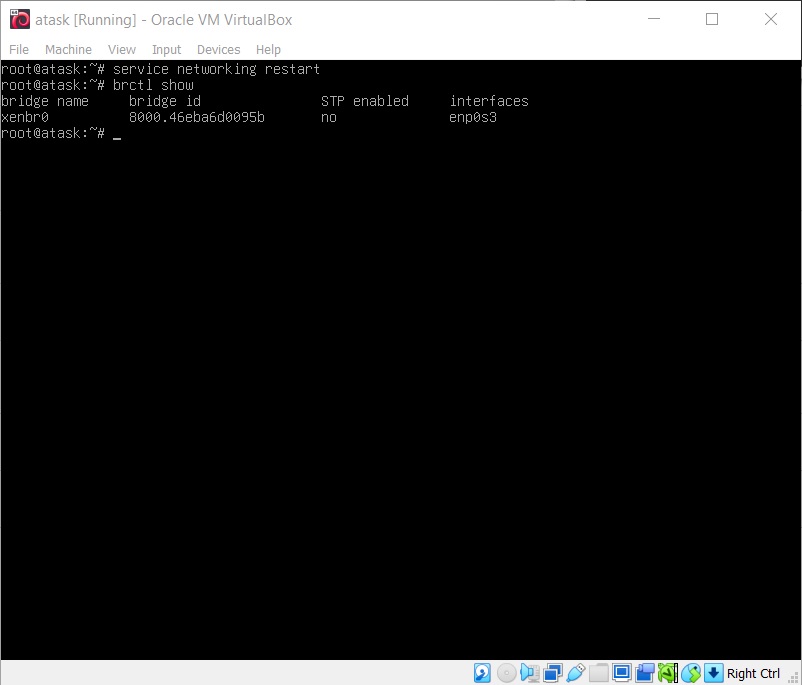 atask [Running] - Oracle VM VirtualBox
File Machine View Input Devices Help
root@atask:~# service networking restart
root@atask:~# brctl show
bridge name bridge id STP enabled interfaces
xenbr0 8000.46eba6d0095b no enp0s3
root@atask:~# _
Right Ctrl